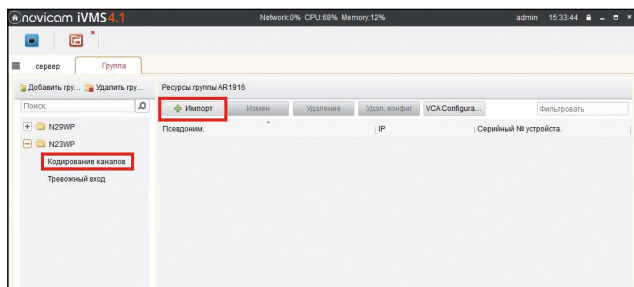 novicam iVMS4.1 Network:0% CPU:68% Memory:12% admin 15:33:44
сервер Группа
Добавить гру... Удалить гру... Ресурсы группы AR1916
Поиск. Импорт Измен Удаление Удал. конфиг VCA Configura... Фильтровать
N29WP Псевдоним. IP Серийный № устройства.
N23WP
Кодирование каналов
Тревожный вход